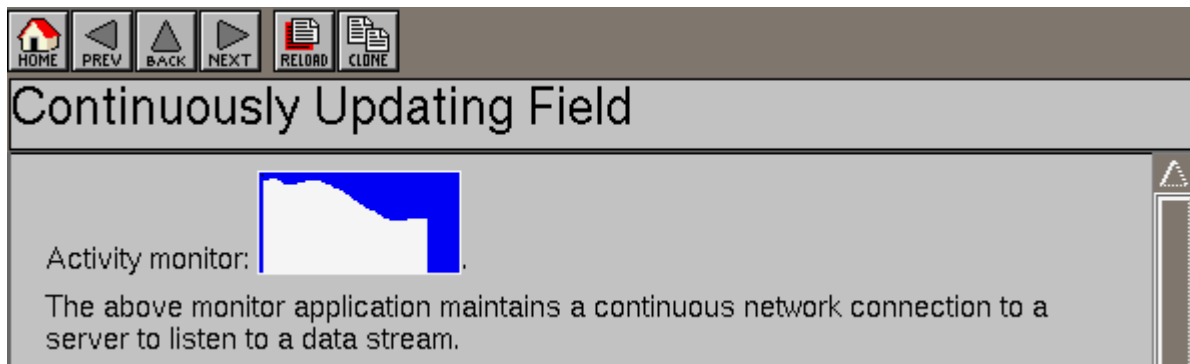 HOME PREV BACK NEXT RELOAD CLONE
Continuously Updating Field
Activity monitor: .
The above monitor application maintains a continuous network connection to a
server to listen to a data stream.